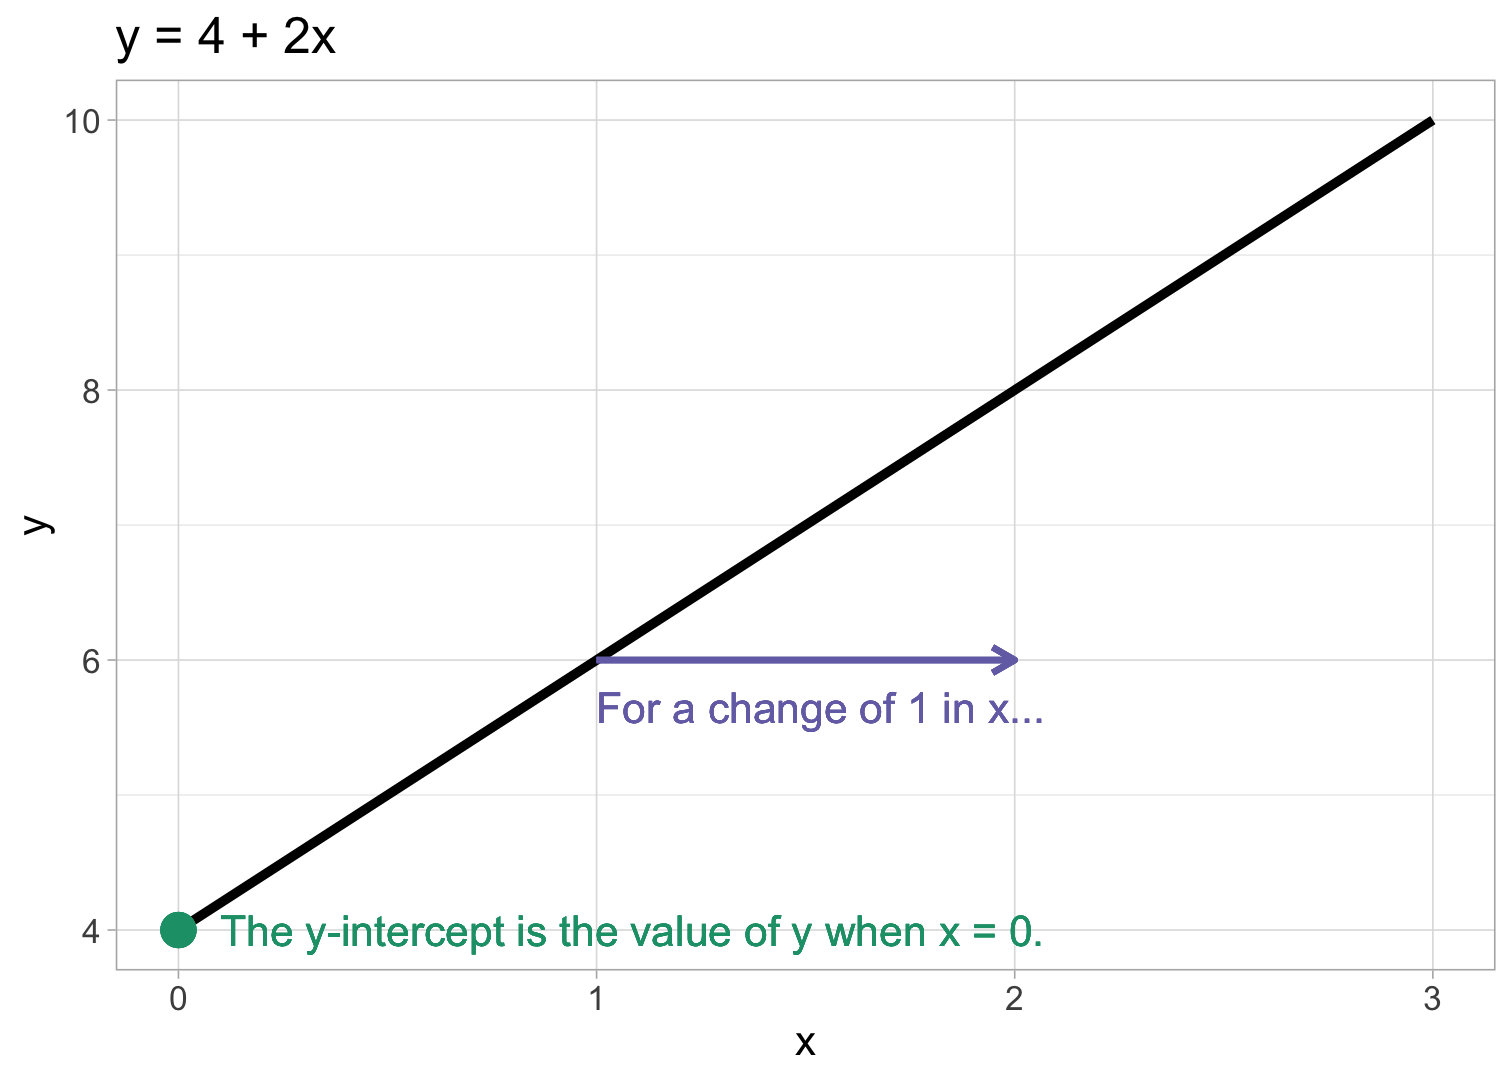 y = 4 + 2x
10
8
6
4
y
For a change of 1 in x...
The y-intercept is the value of y when x = 0.
0 1 2 3
x